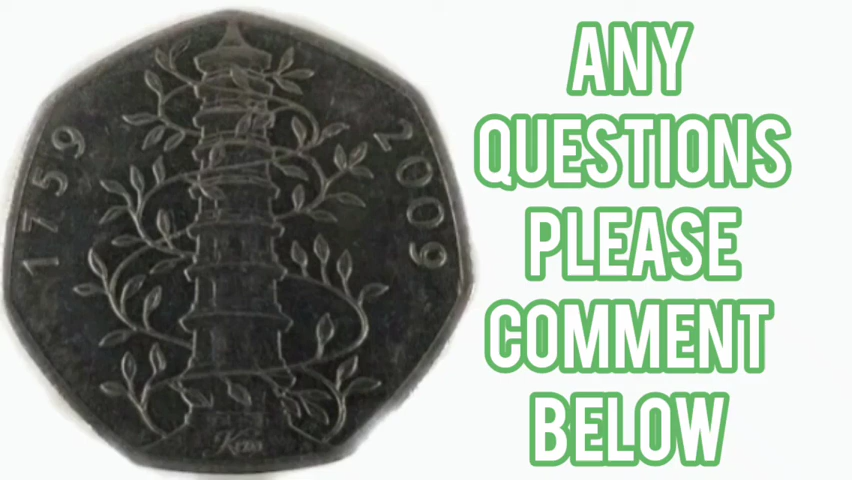 1759
2009
Kew
ANY
QUESTIONS
PLEASE
COMMENT
BELOW